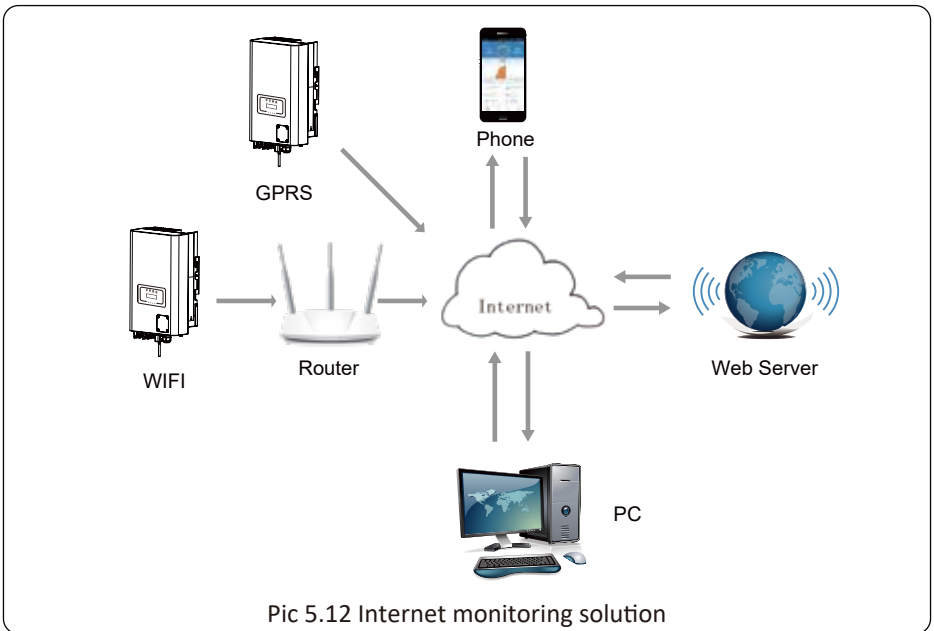 Phone
GPRS
Internet
WIFI
Router
Web Server
PC
Pic 5.12 Internet monitoring solution